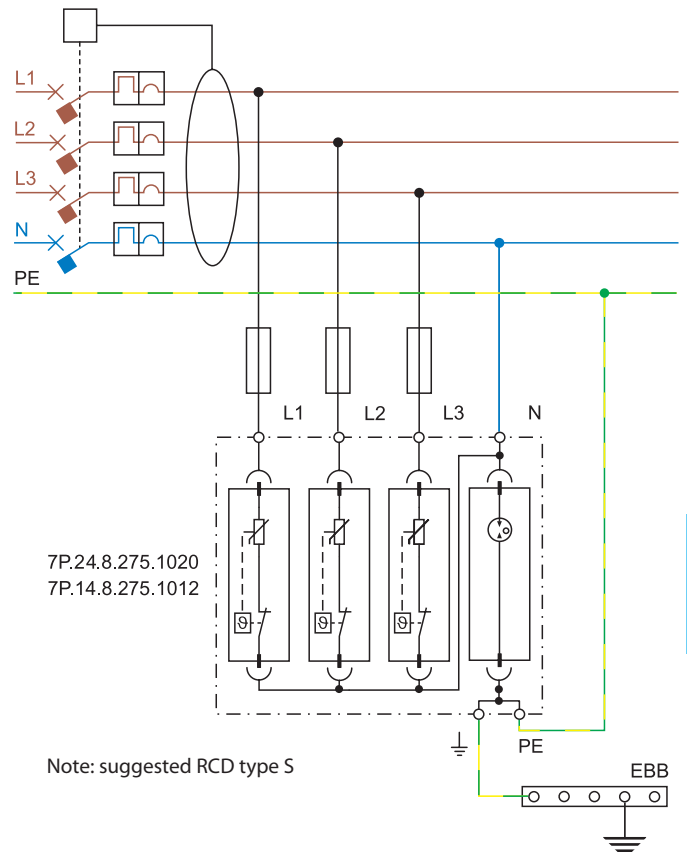 L1
L2
L3
N
PE
L1 L2 L3 N
7P.24.8.275.1020
7P.14.8.275.1012
ϑ ϑ ϑ
PE
Note: suggested RCD type S
EBB